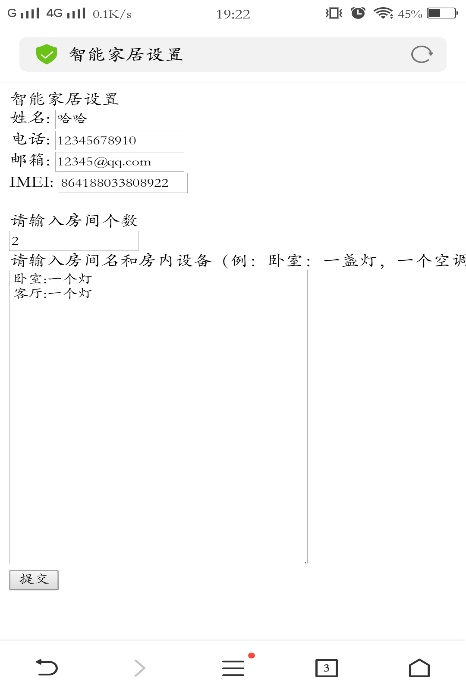 G 4G 0.1K/s 19:22 45%
智能家居设置
智能家居设置
姓名: 哈哈
电话: 12345678910
邮箱: 12345@qq.com
IMEI: 864188033808922
请输入房间个数
2
请输入房间名和房内设备（例：卧室：一盏灯，一个空调
卧室:一个灯
客厅:一个灯
提交
3